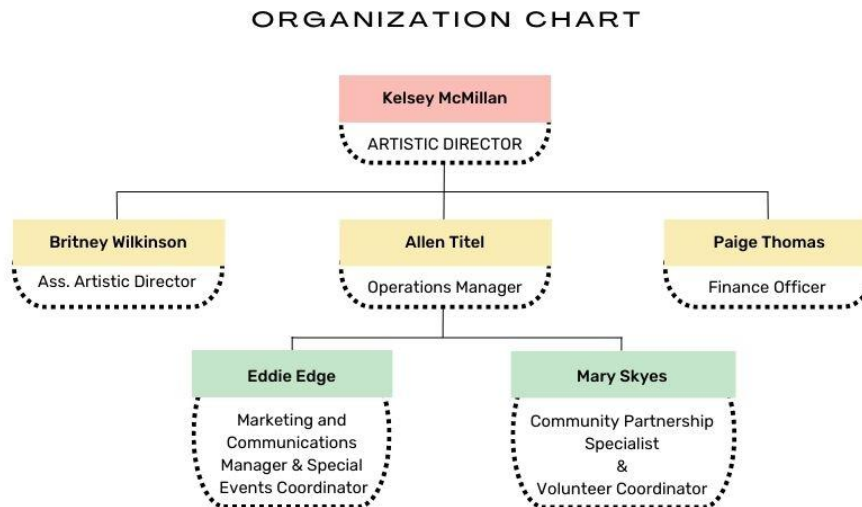 ORGANIZATION CHART
Kelsey McMillan
ARTISTIC DIRECTOR
Britney Wilkinson
Ass. Artistic Director
Allen Titel
Operations Manager
Paige Thomas
Finance Officer
Eddie Edge
Marketing and
Communications
Manager & Special
Events Coordinator
Mary Skyes
Community Partnership
Specialist
&
Volunteer Coordinator